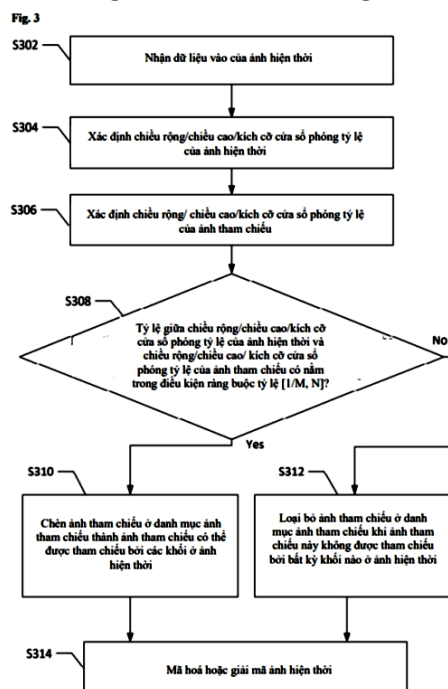 Fig. 3
S302
Nhận dữ liệu vào của ảnh hiện thời
S304
Xác định chiều rộng/chiều cao/kích cỡ cửa sổ phóng tỷ lệ
của ảnh hiện thời
S306
Xác định chiều rộng/ chiều cao/kích cỡ cửa sổ phóng tỷ lệ
của ảnh tham chiếu
S308
Tỷ lệ giữa chiều rộng/chiều cao/kích cỡ
cửa sổ phóng tỷ lệ của ảnh hiện thời và
chiều rộng/chiều cao/ kích cỡ cửa sổ
phóng tỷ lệ của ảnh tham chiếu có nằm
trong điều kiện ràng buộc tỷ lệ [1/M, N]?
No
Yes
S310
Chèn ảnh tham chiếu ở danh mục ảnh
tham chiếu thành ảnh tham chiếu có thể
được tham chiếu bởi các khối ở ảnh
hiện thời
S312
Loại bỏ ảnh tham chiếu ở danh
mục ảnh tham chiếu khi ảnh tham
chiếu này không được tham chiếu
bởi bất kỳ khối nào ở ảnh hiện thời
S314
Mã hoá hoặc giải mã ảnh hiện thời